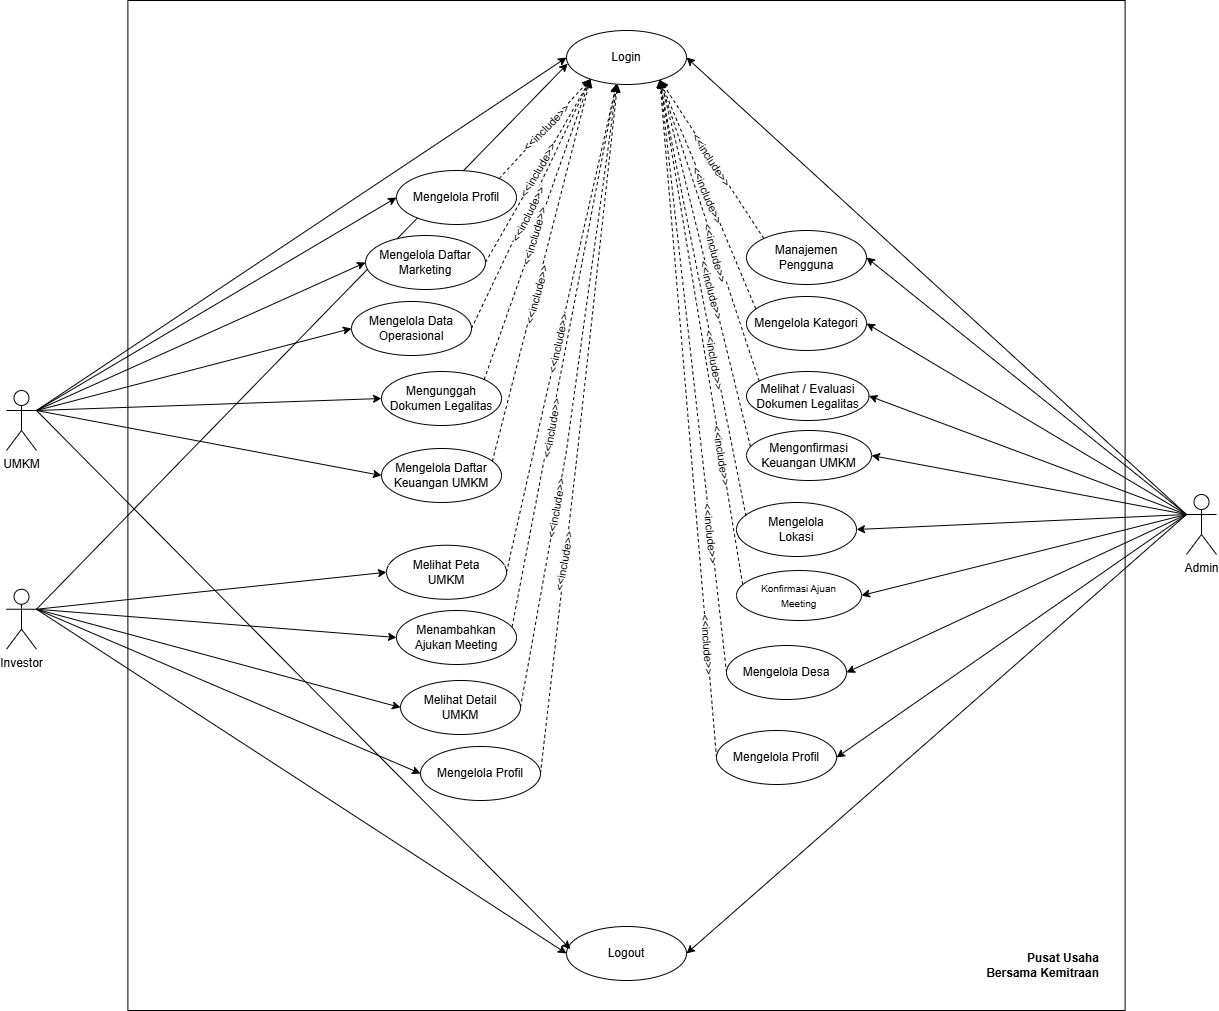 Login
<<include>>
Mengelola Profil
<<include>>
<<include>>
<<include>>
Mengelola Daftar
Marketing
<<include>>
<<include>>
<<include>>
Manajemen
Pengguna
<<include>>
<<include>>
<<include>>
Mengelola Data
Operasional
Mengelola Kategori
<<include>>
<<include>>
Mengunggah
Dokumen Legalitas
Melihat / Evaluasi
Dokumen Legalitas
<<include>>
<<include>>
Mengelola Daftar
Keuangan UMKM
Mengonfirmasi
Keuangan UMKM
UMKM
<<include>>
<<include>>
<<include>>
Mengelola
Lokasi
Admin
Melihat Peta
UMKM
Konfirmasi Ajuan
Meeting
Menambahkan
Ajukan Meeting
<<include>>
Investor
Mengelola Desa
Melihat Detail
UMKM
Mengelola Profil
Mengelola Profil
Logout
Pusat Usaha
Bersama Kemitraan